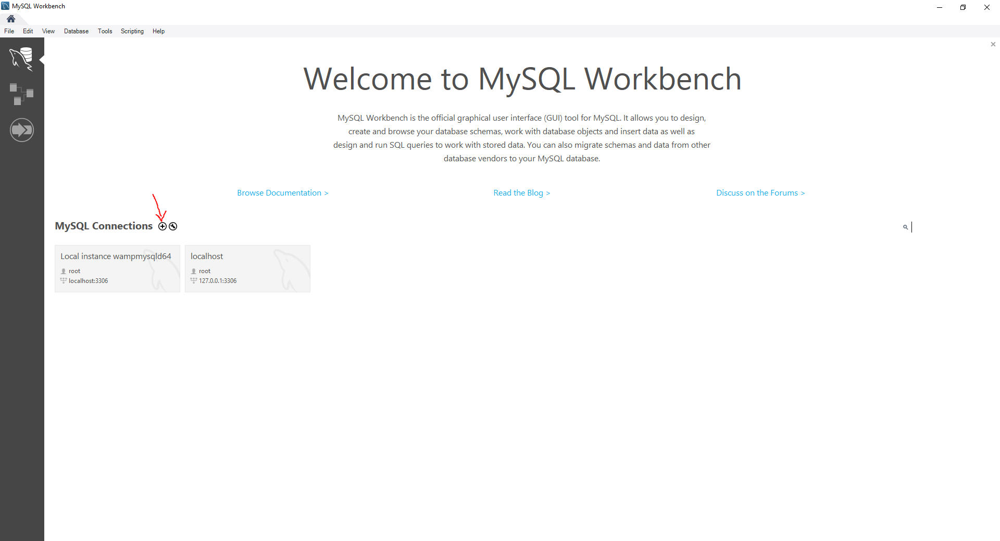 MySQL Workbench
File Edit View Database Tools Scripting Help
Welcome to MySQL Workbench
MySQL Workbench is the official graphical user interface (GUI) tool for MySQL. It allows you to design,
create and browse your database schemas, work with database objects and insert data as well as
design and run SQL queries to work with stored data. You can also migrate schemas and data from other
database vendors to your MySQL database.
Browse Documentation > Read the Blog > Discuss on the Forums >
MySQL Connections
Local instance wampmysqld64
root
localhost:3306
localhost
root
127.0.0.1:3306